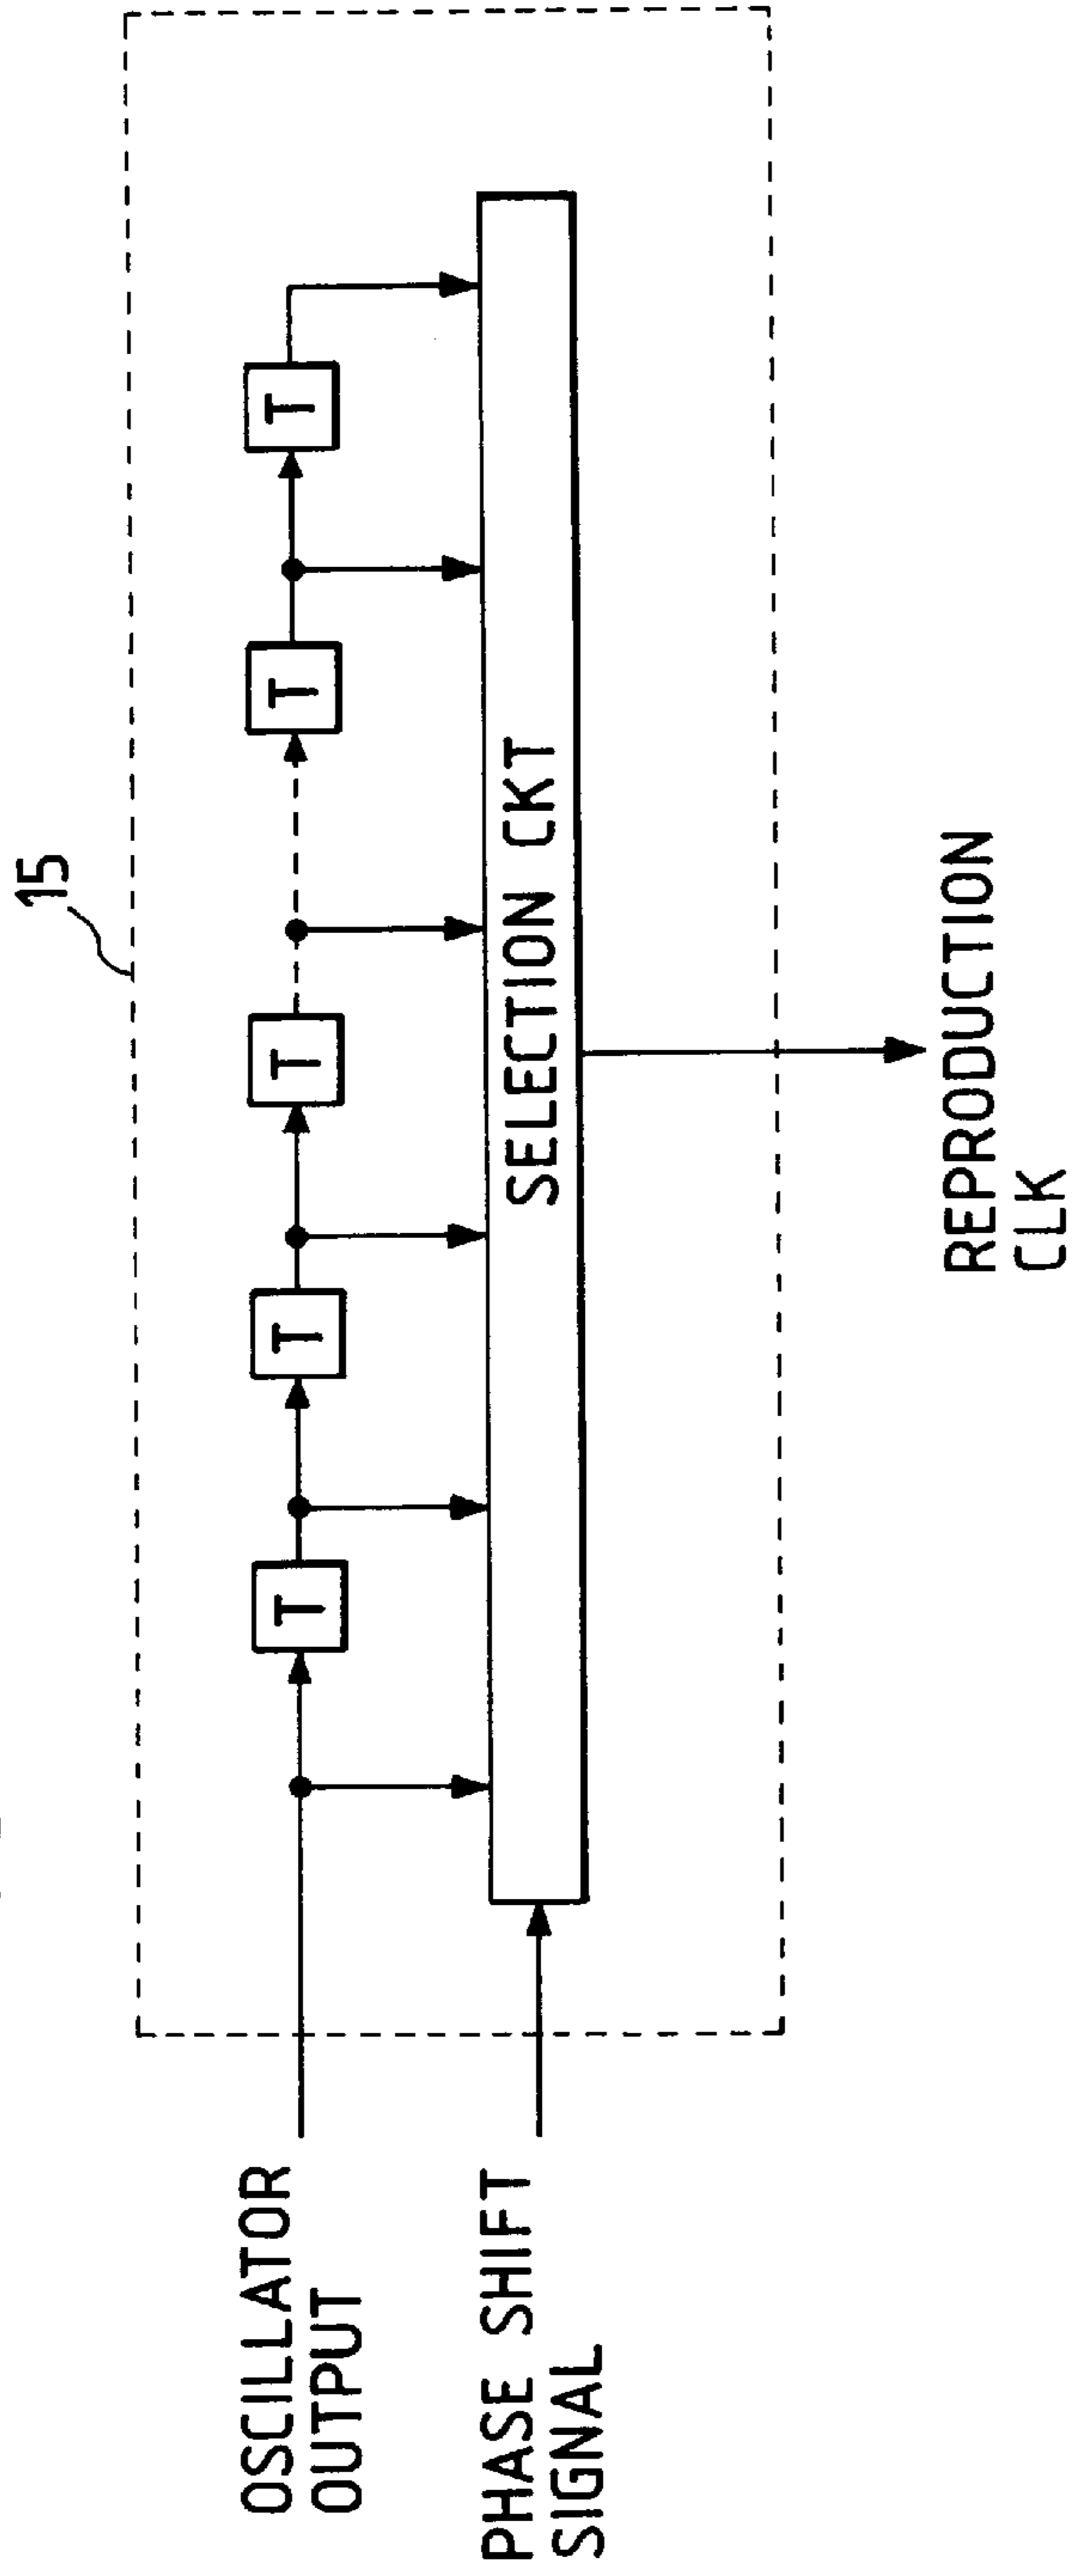 15
T T T T T
OSCILLATOR
OUTPUT
SELECTION CKT
PHASE SHIFT
SIGNAL
REPRODUCTION
CLK